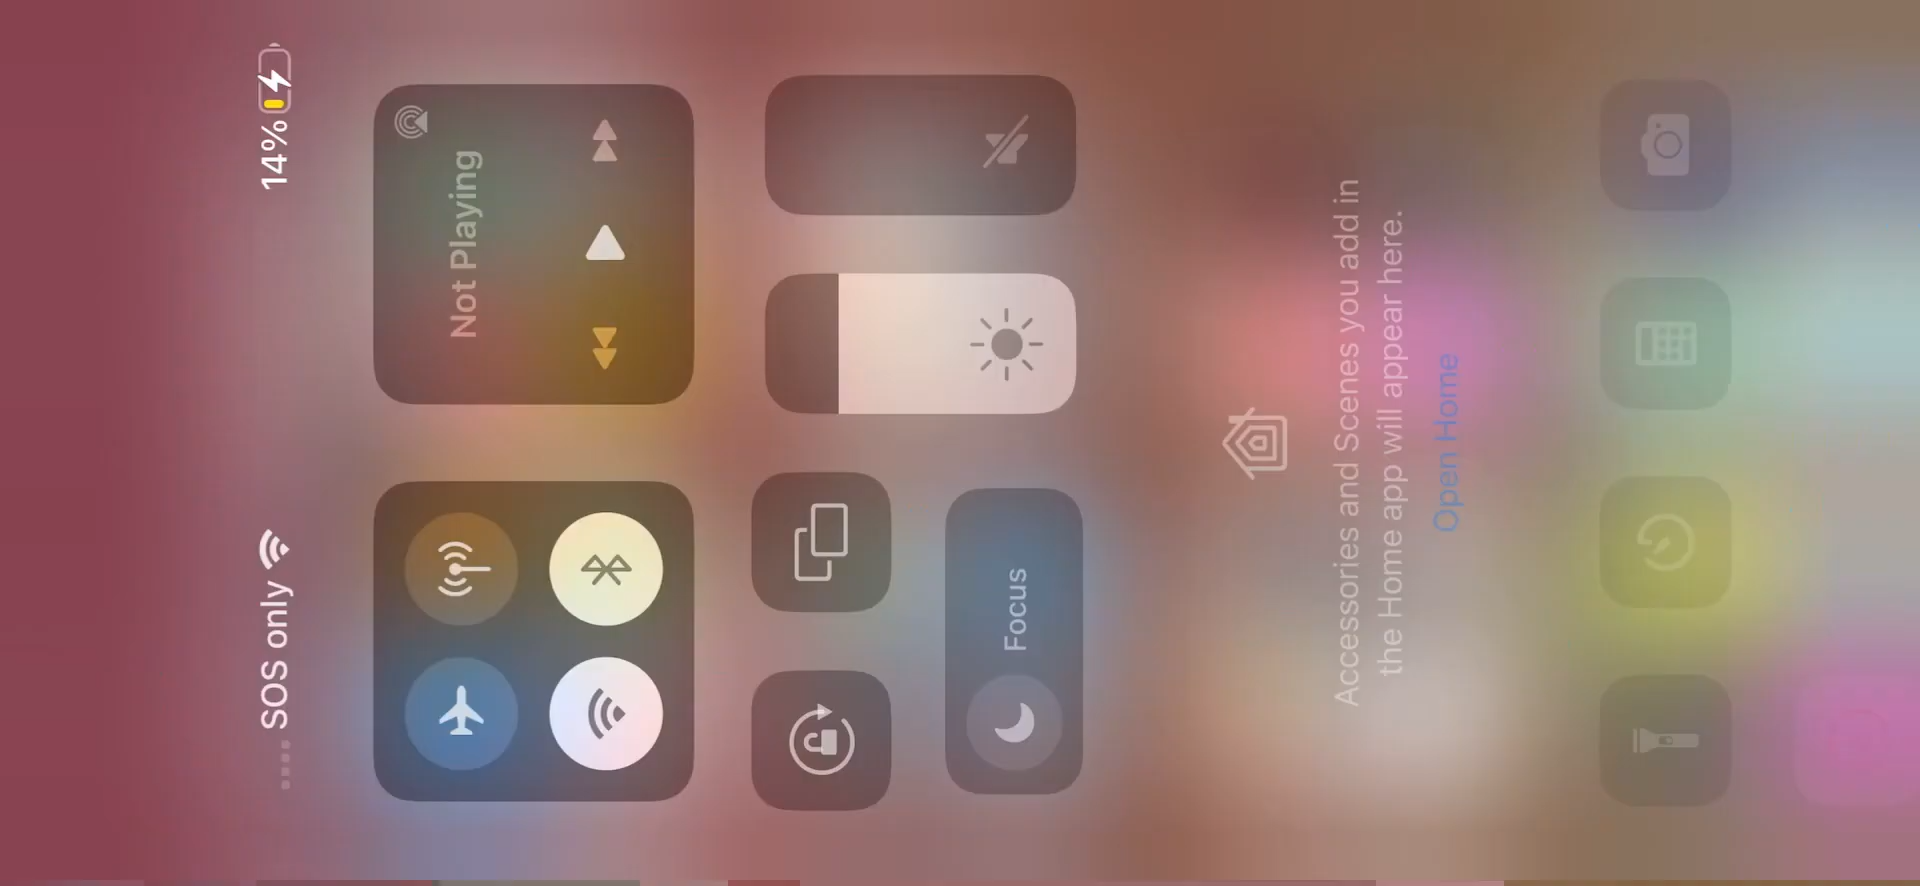 SOS only 14%
Not Playing
Focus
Accessories and Scenes you add in
the Home app will appear here.
Open Home